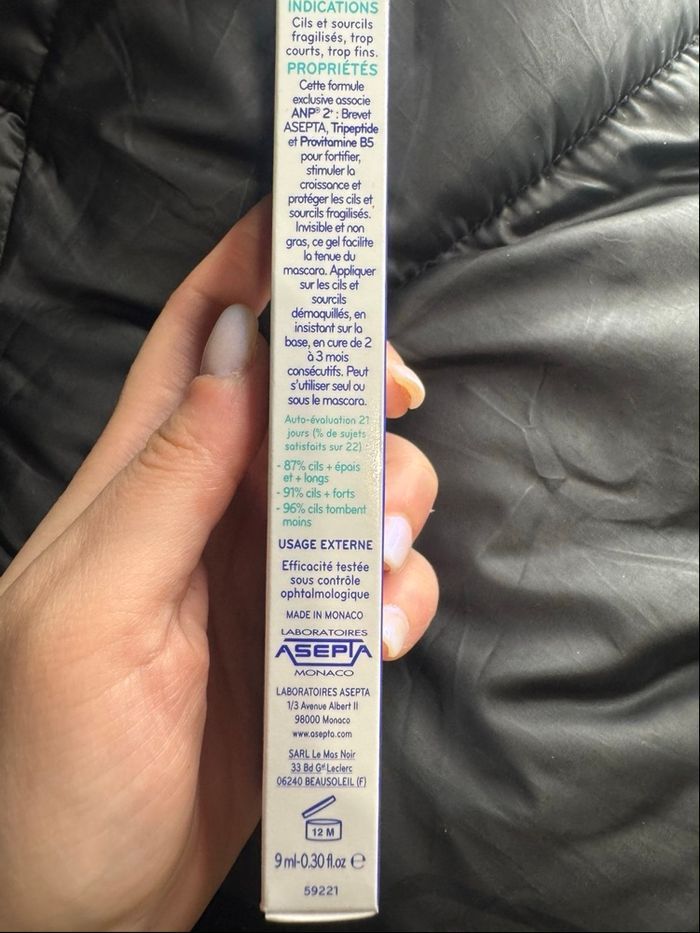 INDICATIONS
Cils et sourcils
fragilisés, trop
courts, trop fins.
PROPRIÉTÉS
Cette formule
exclusive associe
ANP® 2+ : Brevet
ASEPTA, Tripeptide
et Provitamine B5
pour fortifier,
stimuler la
croissance et
protéger les cils et
sourcils fragilisés.
Invisible et non
gras, ce gel facilite
la tenue du
mascara. Appliquer
sur les cils et
sourcils
démaquillés, en
insistant sur la
base, en cure de 2
à 3 mois
consécutifs. Peut
s'utiliser seul ou
sous le mascara.
Auto-évaluation 21
jours (% de sujets
satisfaits sur 22)
- 87% cils + épais
et + longs
- 91% cils + forts
- 96% cils tombent
moins
USAGE EXTERNE
Efficacité testée
sous contrôle
ophtalmologique
MADE IN MONACO
LABORATOIRES
ASEPTA
MONACO
LABORATOIRES ASEPTA
1/3 Avenue Albert II
98000 Monaco
www.asepta.com
SARL Le Mas Noir
33 Bd Gal Leclerc
06240 BEAUSOLEIL (F)
12 M
9 ml-0.30 fl.oz ℮
59221